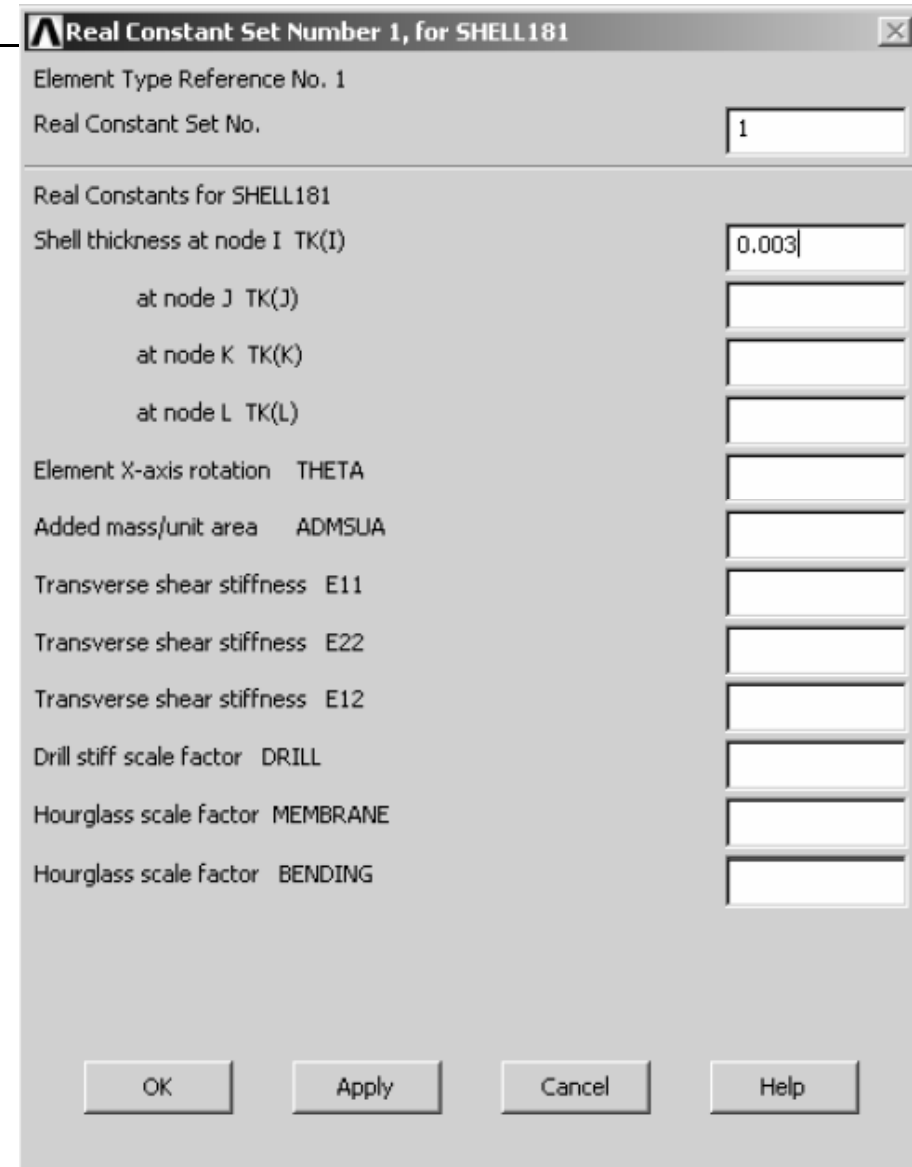 Real Constant Set Number 1, for SHELL181
Element Type Reference No. 1
Real Constant Set No. 1
Real Constants for SHELL181
Shell thickness at node I TK(I) 0.003
at node J TK(J)
at node K TK(K)
at node L TK(L)
Element X-axis rotation THETA
Added mass/unit area ADMSUA
Transverse shear stiffness E11
Transverse shear stiffness E22
Transverse shear stiffness E12
Drill stiff scale factor DRILL
Hourglass scale factor MEMBRANE
Hourglass scale factor BENDING
OK Apply Cancel Help